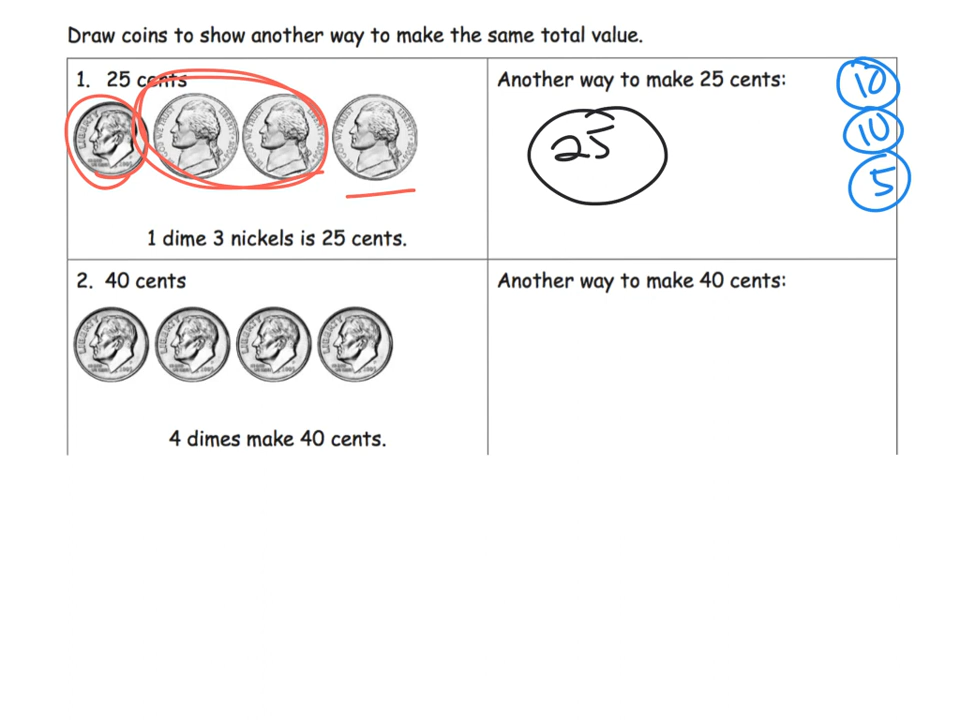 Draw coins to show another way to make the same total value.
1. 25 cents
Another way to make 25 cents:
10
10
5
25
1 dime 3 nickels is 25 cents.
2. 40 cents
Another way to make 40 cents:
4 dimes make 40 cents.